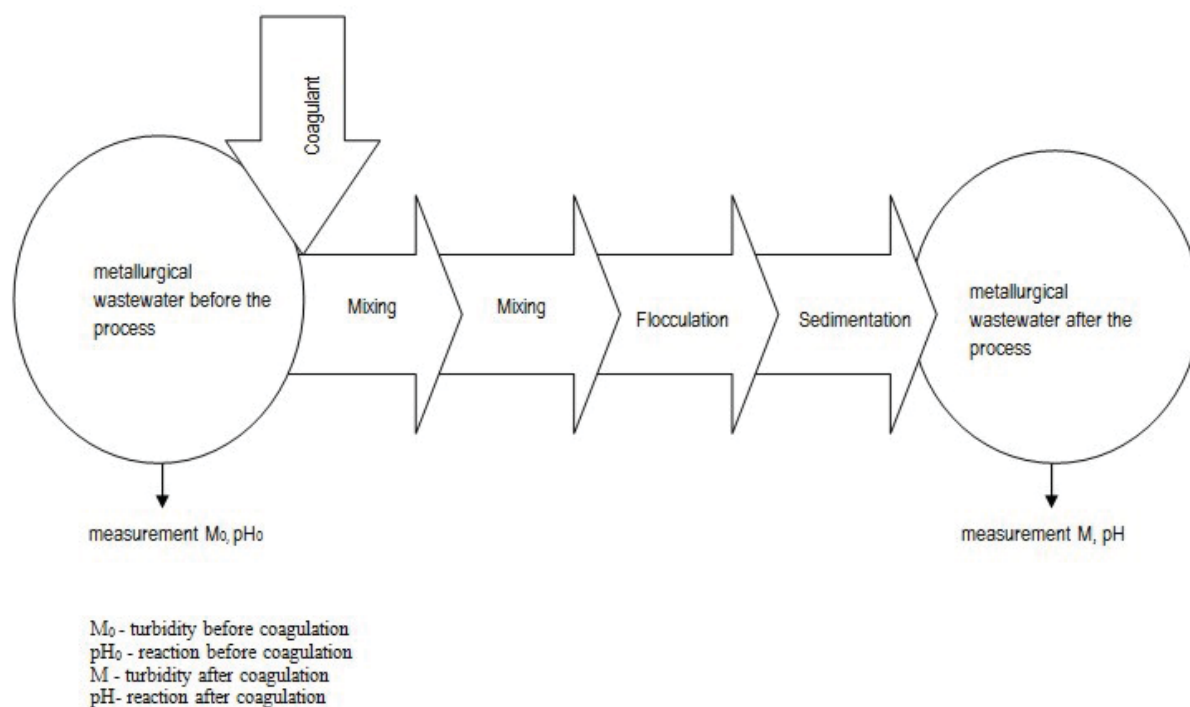 Coagulant
metallurgical
wastewater before the
process
Mixing
Mixing
Flocculation
Sedimentation
metallurgical
wastewater after the
process
measurement M₀, pH₀
measurement M, pH
M₀ - turbidity before coagulation
pH₀ - reaction before coagulation
M - turbidity after coagulation
pH- reaction after coagulation